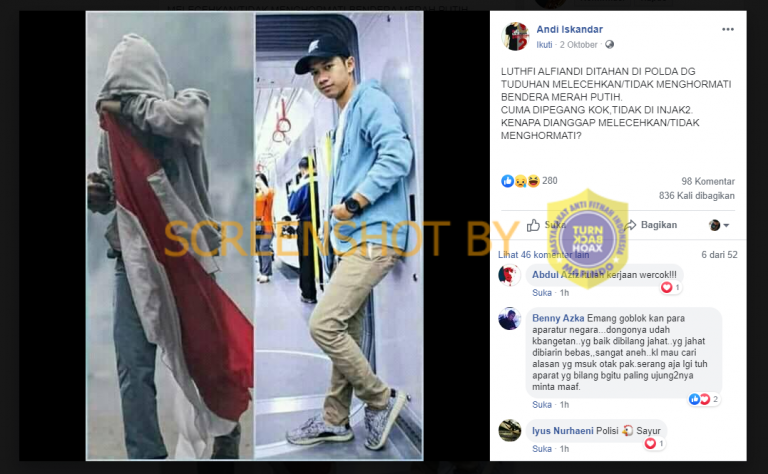 Andi Iskandar
Ikuti · 2 Oktober ·
LUTHFI ALFIANDI DITAHAN DI POLDA DG
TUDUHAN MELECEHKAN/TIDAK MENGHORMATI
BENDERA MERAH PUTIH.
CUMA DIPEGANG KOK,TIDAK DI INJAK2.
KENAPA DIANGGAP MELECEHKAN/TIDAK
MENGHORMATI?
280
98 Komentar
836 Kali dibagikan
SCREENSHOT BY
MASYARAKAT ANTI FITNAH INDONESIA
TURN
BACK
HOAX
MAFINDO
Suka
Bagikan
Lihat 46 komentar lain
6 dari 52
Abdul Azis ulah kerjaan wercok!!!
1
Suka · 1h
Benny Azka Emang goblok kan para
aparatur negara...dongonya udah
kbangetan..yg baik dibilang jahat..yg jahat
dibiarin bebas,,sangat aneh..kl mau cari
alasan yg msuk otak pak.serang aja lgi tuh
aparat yg bilang bgitu paling ujung2nya
minta maaf.
2
Suka · 1h
Iyus Nurhaeni Polisi Sayur
1
Suka · 1h